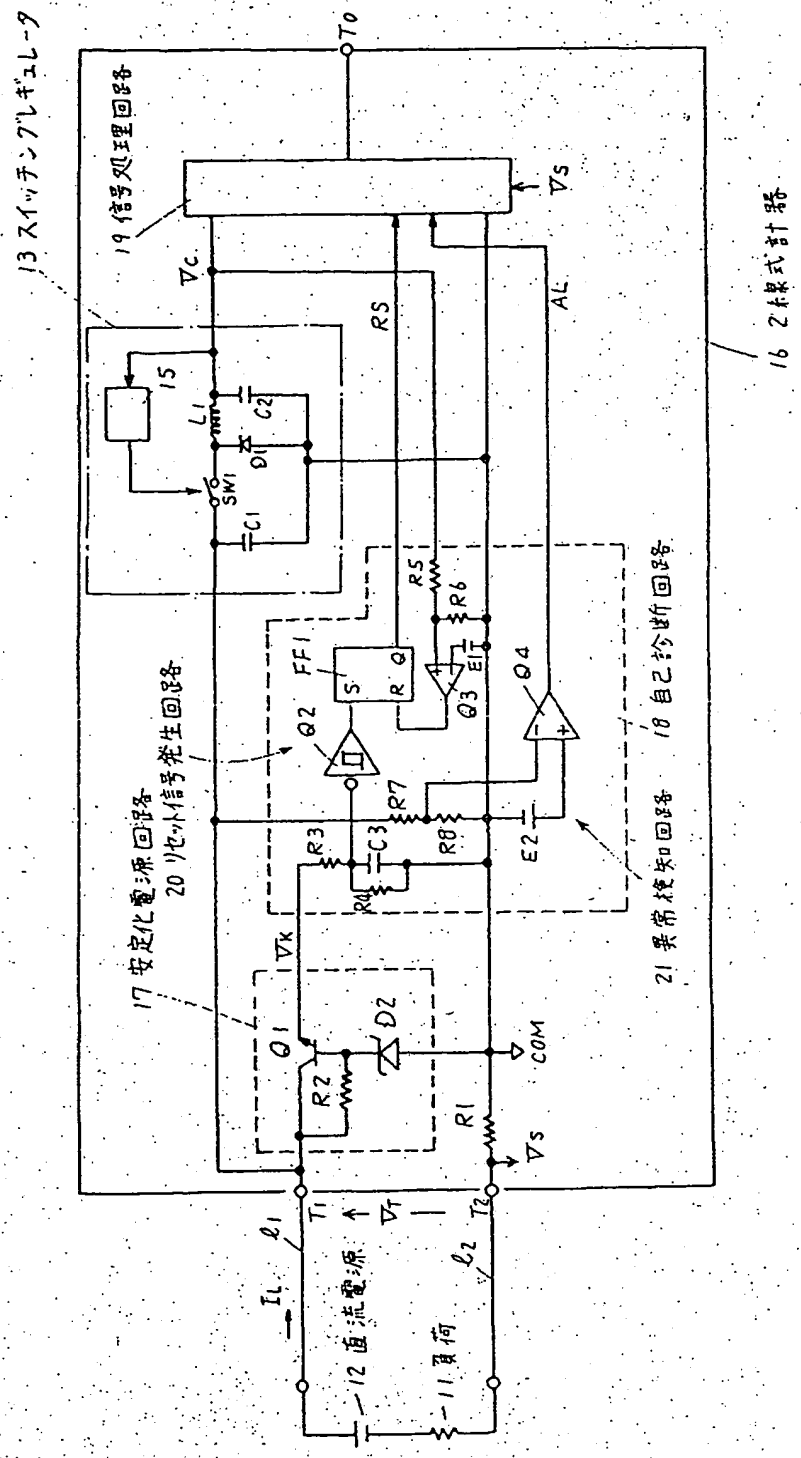 13 スイッチングレギュレータ
19 信号処理回路
T0
Vc
15
L1
C2
D1
SW1
C1
RS
VS
AL
16 2線式計器
20 リセット信号発生回路
FF1
S
Q
R
Q2
R5
R6
E1
Q3
Q4
R7
R8
R3
C3
R4
E2
18 自己診断回路
21 異常検知回路
17 安定化電源回路
VK
Q1
D2
R2
COM
R1
VS
T1
VT
T2
IL
l1
l2
12 直流電源
11 負荷